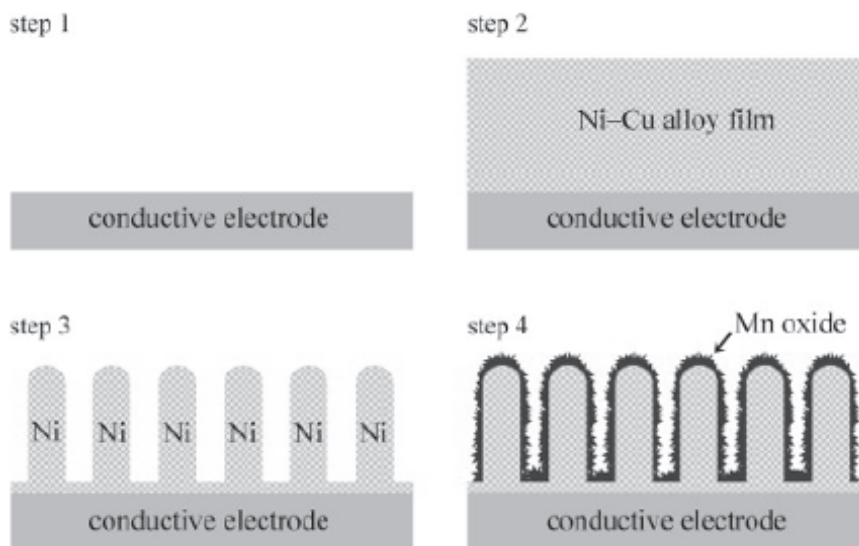 step 1
conductive electrode
step 2
Ni–Cu alloy film
conductive electrode
step 3
Ni Ni Ni Ni Ni Ni
conductive electrode
step 4
Mn oxide
conductive electrode